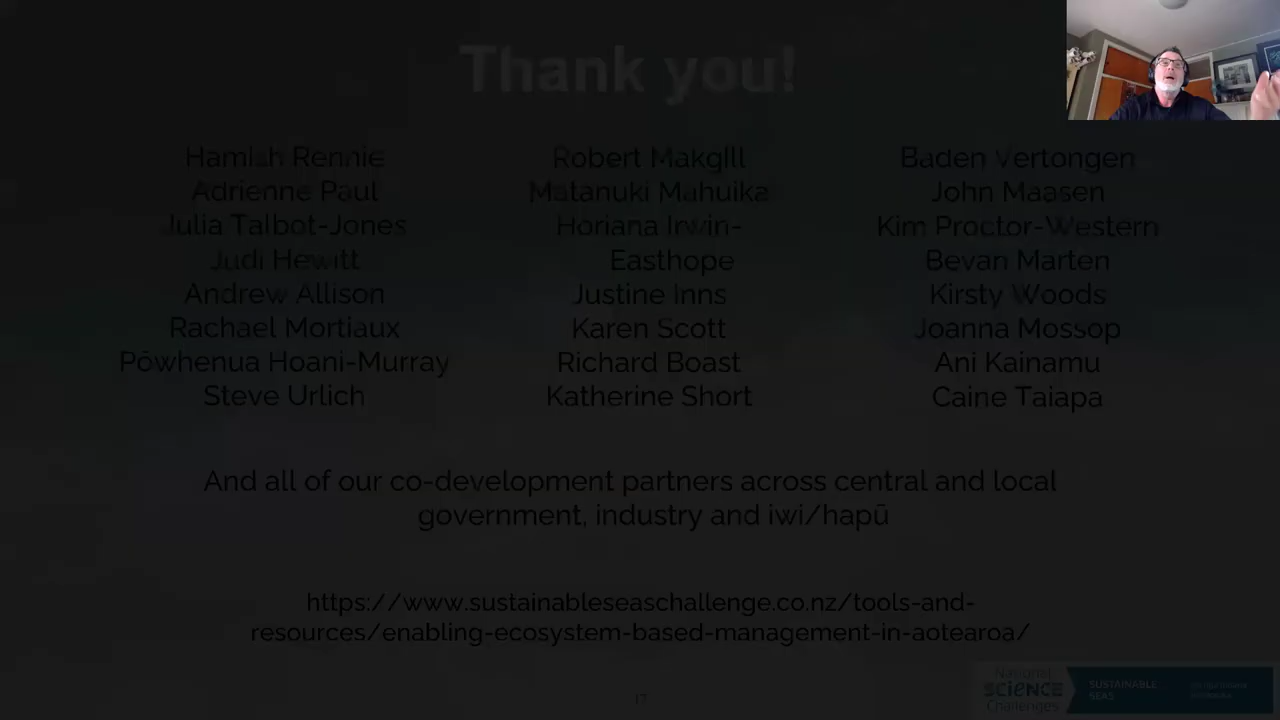 Thank you!
Hamish Rennie
Adrienne Paul
Julia Talbot-Jones
Judi Hewitt
Andrew Allison
Rachael Mortiaux
Pōwhenua Hoani-Murray
Steve Urlich
Robert Makgill
Matanuki Mahuika
Horiana Irwin-
Easthope
Justine Inns
Karen Scott
Richard Boast
Katherine Short
Baden Vertongen
John Maasen
Kim Proctor-Western
Bevan Marten
Kirsty Woods
Joanna Mossop
Ani Kainamu
Caine Taiapa
And all of our co-development partners across central and local
government, industry and iwi/hapū
https://www.sustainableseaschallenge.co.nz/tools-and-
resources/enabling-ecosystem-based-management-in-aotearoa/
17
National
SCIENCE
Challenges
SUSTAINABLE
SEAS